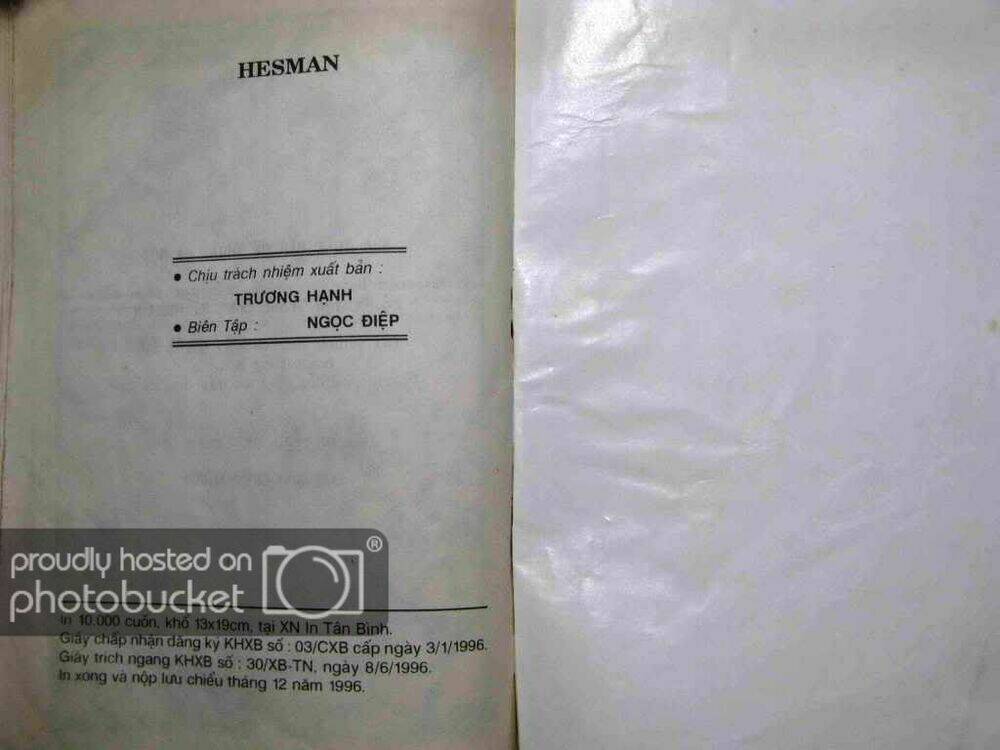 HESMAN
• Chịu trách nhiệm xuất bản :
TRƯƠNG HẠNH
• Biên Tập : NGỌC ĐIỆP
proudly hosted on
photobucket®
In 10.000 cuốn, khổ 13x19cm, tại XN In Tân Bình.
Giấy chấp nhận đăng ký KHXB số : 03/CXB cấp ngày 3/1/1996.
Giấy trích ngang KHXB số : 30/XB-TN, ngày 8/6/1996.
In xong và nộp lưu chiểu tháng 12 năm 1996.